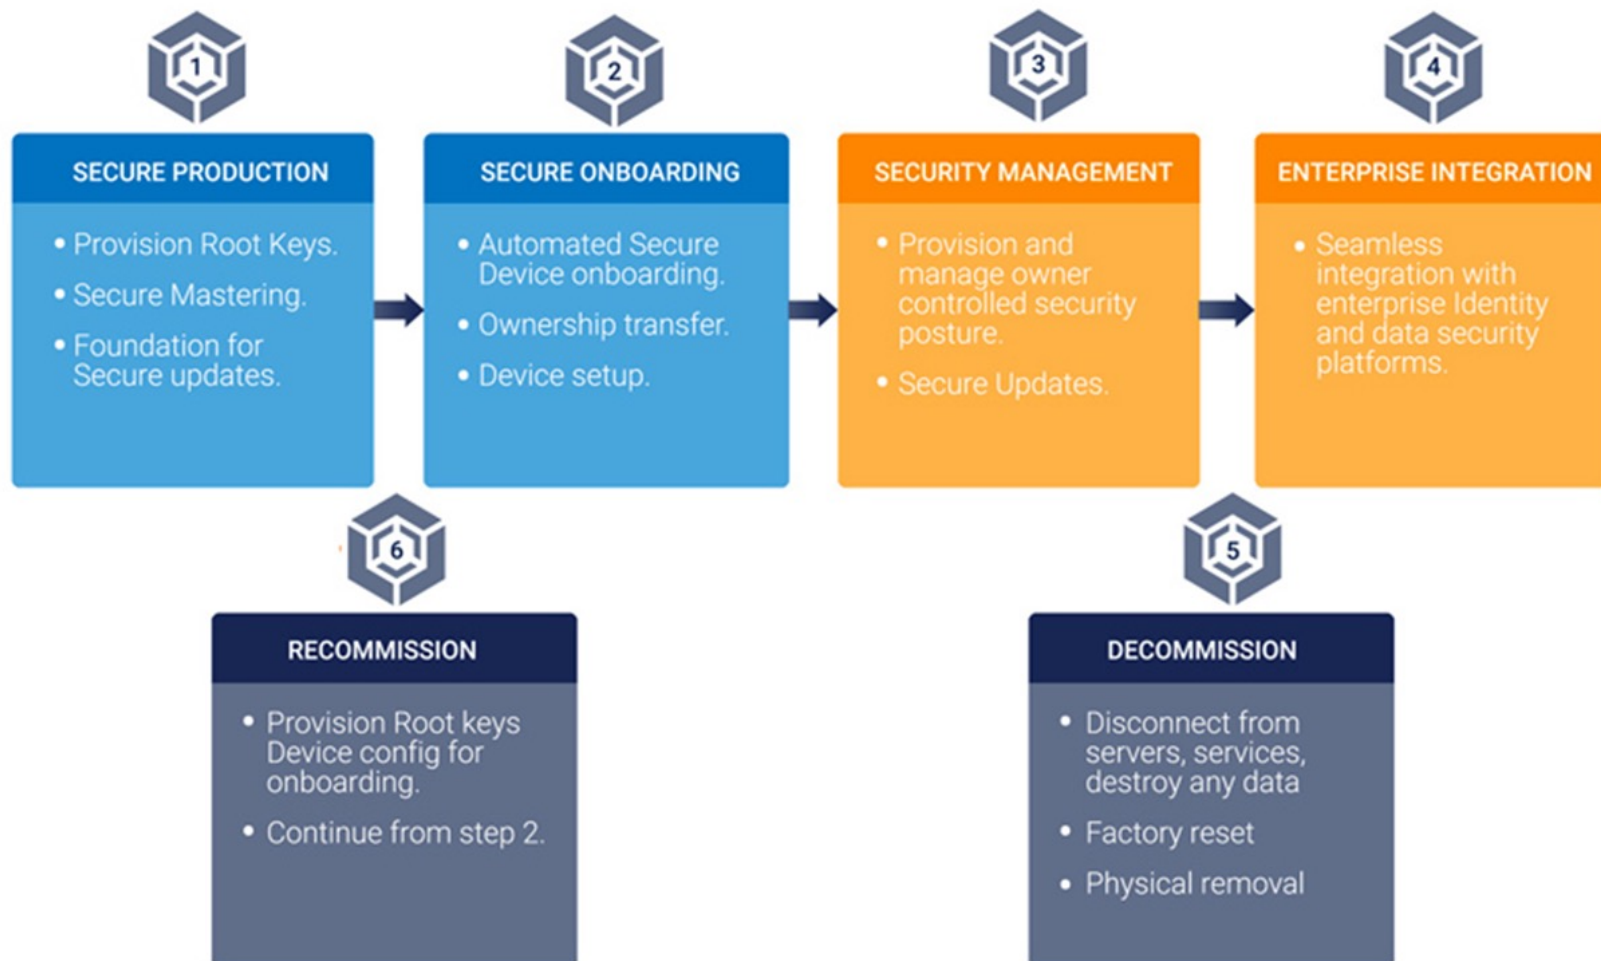 1
SECURE PRODUCTION
• Provision Root Keys.
• Secure Mastering.
• Foundation for
Secure updates.
2
SECURE ONBOARDING
• Automated Secure
Device onboarding.
• Ownership transfer.
• Device setup.
3
SECURITY MANAGEMENT
• Provision and
manage owner
controlled security
posture.
• Secure Updates.
4
ENTERPRISE INTEGRATION
• Seamless
integration with
enterprise Identity
and data security
platforms.
6
RECOMMISSION
• Provision Root keys
Device config for
onboarding.
• Continue from step 2.
5
DECOMMISSION
• Disconnect from
servers, services,
destroy any data
• Factory reset
• Physical removal